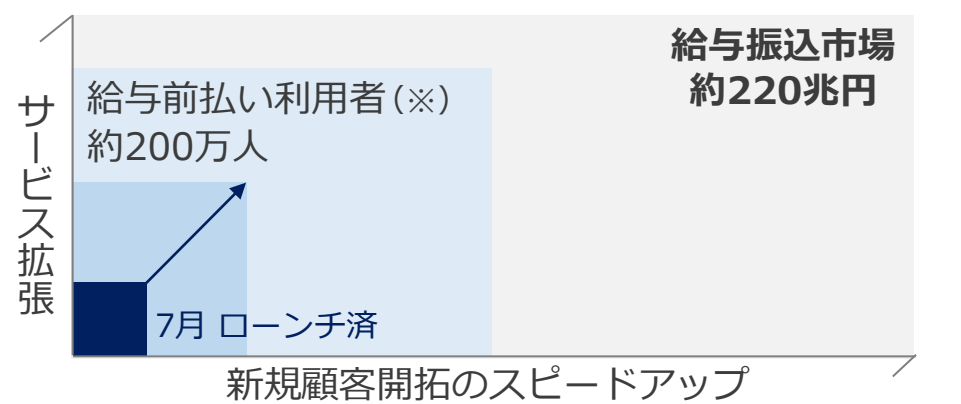 給与振込市場
約220兆円
給与前払い利用者(※)
約200万人
サービス拡張
7月 ローンチ済
新規顧客開拓のスピードアップ